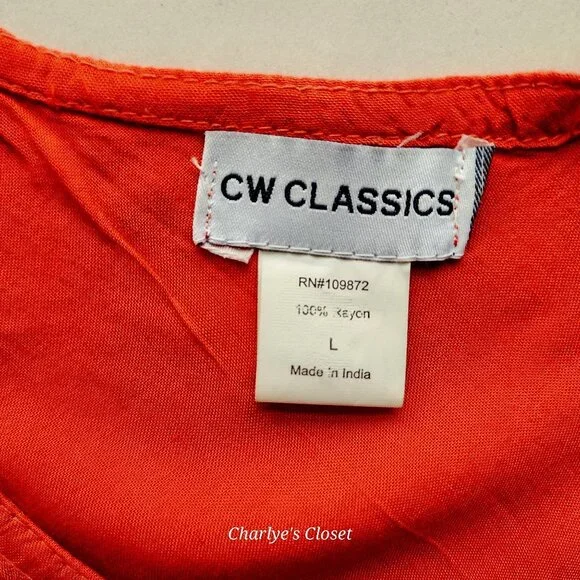 CW CLASSICS
RN#109872
100% Rayon
L
Made in India
Charlye's Closet